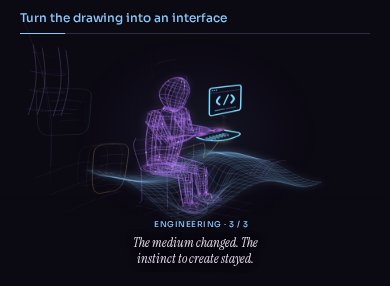 Turn the drawing into an interface
</>
ENGINEERING · 3 / 3
The medium changed. The
instinct to create stayed.